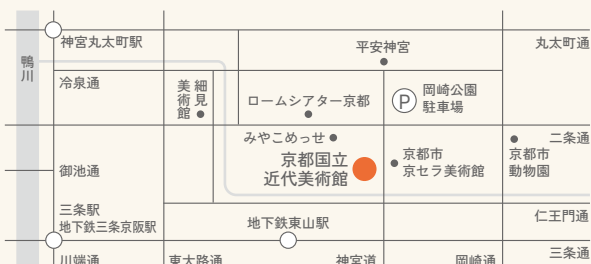 神宮丸太町駅
平安神宮
丸太町通
鴨川
冷泉通
細見
美術館
ロームシアター京都
P
岡崎公園
駐車場
みやこめっせ
二条通
京都国立
近代美術館
京都市
京セラ美術館
京都市
動物園
御池通
三条駅
地下鉄三条京阪駅
地下鉄東山駅
仁王門通
川端通
東大路通
神宮道
岡崎通
三条通